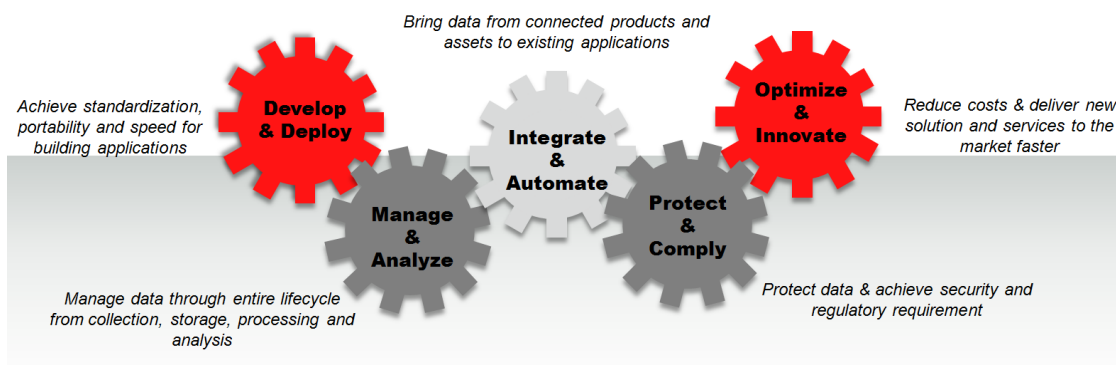 Bring data from connected products and
assets to existing applications
Develop
& Deploy
Optimize
&
Innovate
Achieve standardization,
portability and speed for
building applications
Integrate
&
Automate
Reduce costs & deliver new
solution and services to the
market faster
Manage
&
Analyze
Protect
&
Comply
Manage data through entire lifecycle
from collection, storage, processing and
analysis
Protect data & achieve security and
regulatory requirement